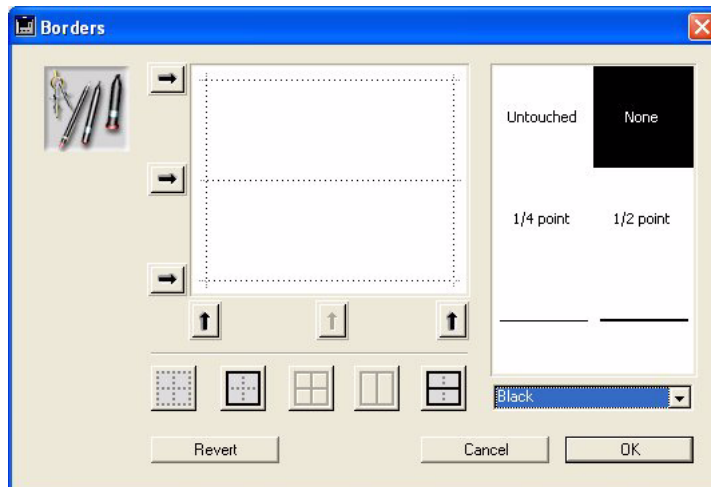 Borders
Untouched
None
1/4 point
1/2 point
Black
Revert
Cancel
OK